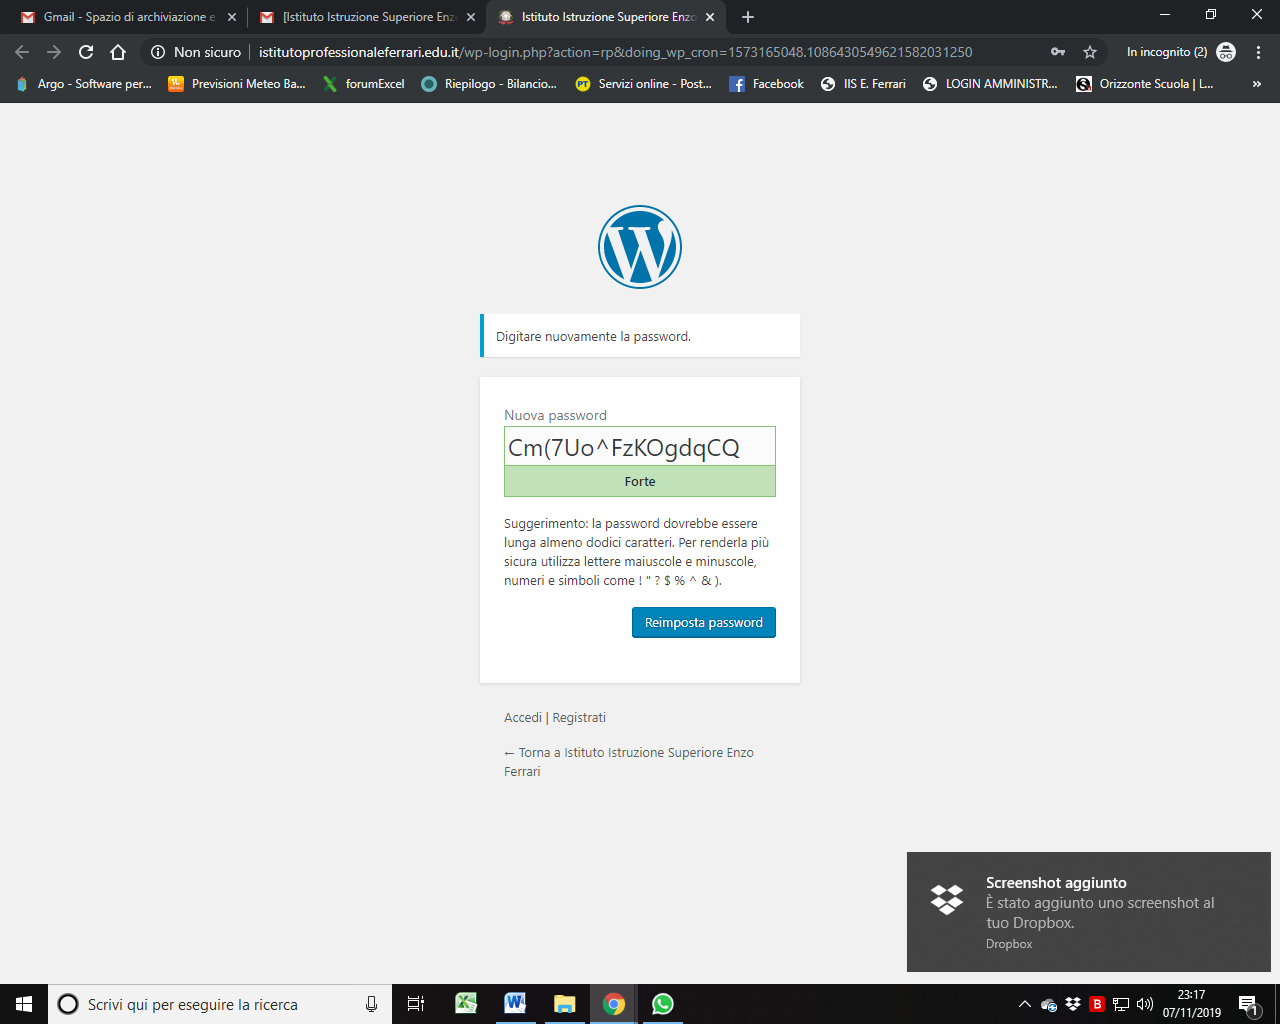 Gmail - Spazio di archiviazione e
[Istituto Istruzione Superiore Enzo
Istituto Istruzione Superiore Enzo
Non sicuro
istitutoprofessionaleferrari.edu.it/wp-login.php?action=rp&doing_wp_cron=1573165048.1086430549621582031250
In incognito (2)
Argo - Software per...
Previsioni Meteo Ba...
forumExcel
Riepilogo - Bilancio...
Servizi online - Post...
Facebook
IIS E. Ferrari
LOGIN AMMINISTR...
Orizzonte Scuola | L...
»
Digitare nuovamente la password.
Nuova password
Cm(7Uo^FzKOgdqCQ
Forte
Suggerimento: la password dovrebbe essere
lunga almeno dodici caratteri. Per renderla più
sicura utilizza lettere maiuscole e minuscole,
numeri e simboli come ! " ? $ % ^ & ).
Reimposta password
Accedi | Registrati
← Torna a Istituto Istruzione Superiore Enzo
Ferrari
Screenshot aggiunto
È stato aggiunto uno screenshot al
tuo Dropbox.
Dropbox
Scrivi qui per eseguire la ricerca
23:17
07/11/2019
1